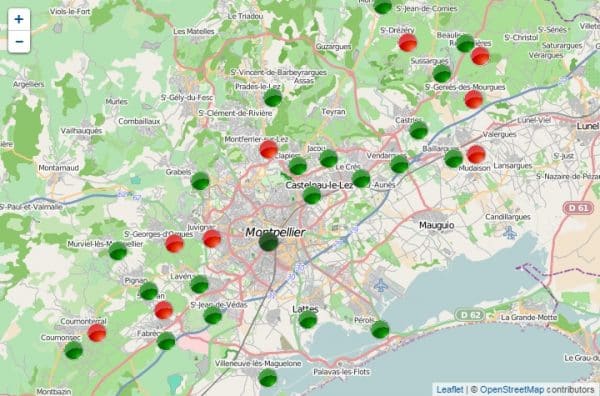 +
−
Viols-le-Fort
Le Triadou
St-Jean-de-Cornies
Les Matelles
St-Drézéry
Beaulieu
St-Christol
St-Sériès
Saturargues
Vérargues
Guzargues
Sussargues
Argelliers
St-Vincent-de-Barbeyrargues
Assas
Prades-le-Lez
St-Geniès-des-Mourgues
Murles
St-Gély-du-Fesc
St-Clément-de-Rivière
Teyran
Combaillaux
Vailhauquès
Castries
Valergues
Lunel-Viel
Lunel
Montferrier-sur-Lez
Jacou
Baillargues
Clapiers
Vendargues
St-Just
Montarnaud
Grabels
Le Crès
Mudaison
Lansargues
St-Nazaire-de-Pézan
Castelnau-le-Lez
St-Paul-et-Valmalle
D 61
Candillargues
Juvignac
Mauguio
St-Georges-d'Orques
Montpellier
Murviel-lès-Montpellier
Pignan
St-Jean-de-Védas
Lattes
D 62
La Grande-Motte
Cournonterral
Pérols
Cournonsec
Villeneuve-lès-Maguelone
Palavas-les-Flots
Le Grau-du
Montbazin
Leaflet | © OpenStreetMap contributors